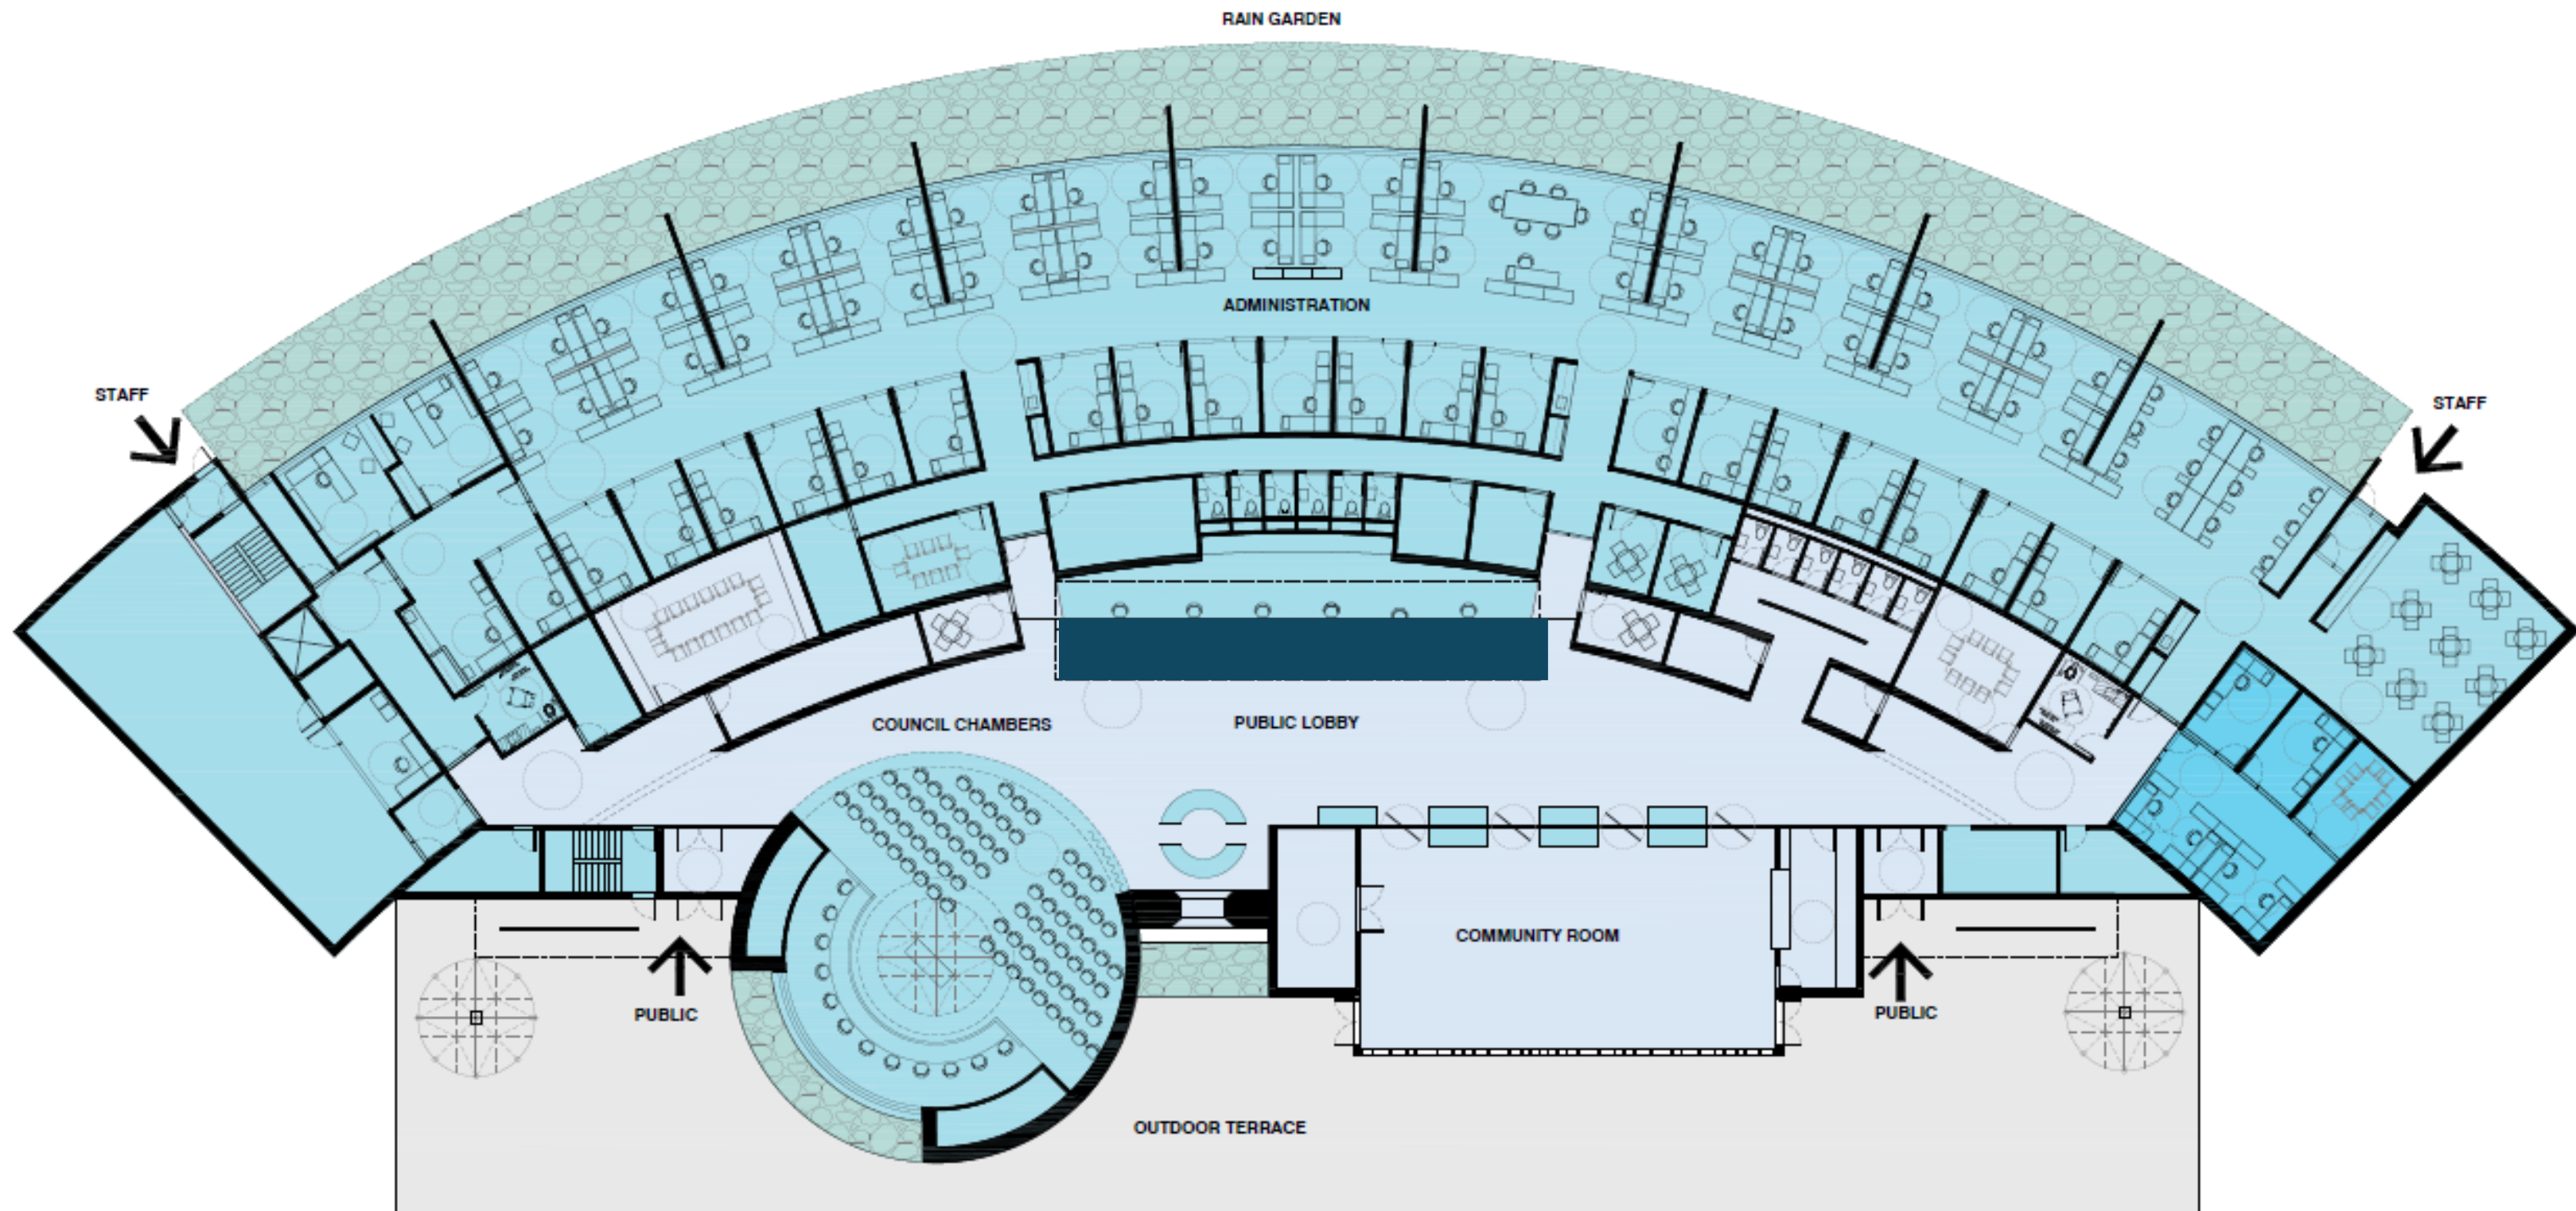 RAIN GARDEN
ADMINISTRATION
STAFF
STAFF
COUNCIL CHAMBERS
PUBLIC LOBBY
COMMUNITY ROOM
PUBLIC
PUBLIC
OUTDOOR TERRACE